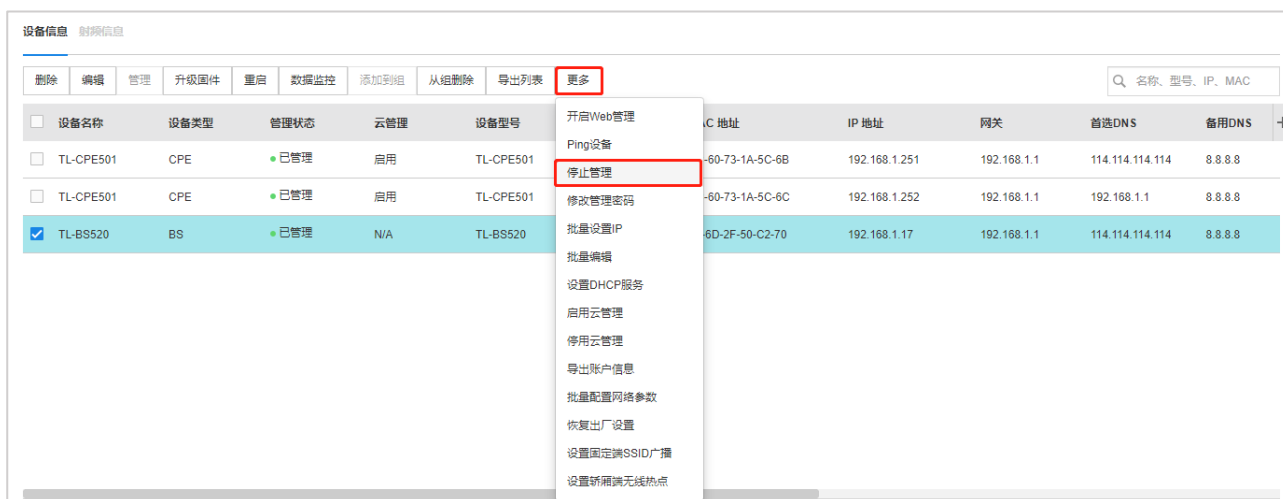 设备信息 射频信息
删除 编辑 管理 升级固件 重启 数据监控 添加到组 从组删除 导出列表 更多 名称、型号、IP、MAC
设备名称 设备类型 管理状态 云管理 设备型号 AC 地址 IP 地址 网关 首选DNS 备用DNS
TL-CPE501 CPE 已管理 启用 TL-CPE501 -60-73-1A-5C-6B 192.168.1.251 192.168.1.1 114.114.114.114 8.8.8.8
TL-CPE501 CPE 已管理 启用 TL-CPE501 -60-73-1A-5C-6C 192.168.1.252 192.168.1.1 192.168.1.1 8.8.8.8
TL-BS520 BS 已管理 N/A TL-BS520 -6D-2F-50-C2-70 192.168.1.17 192.168.1.1 114.114.114.114 8.8.8.8
开启Web管理
Ping设备
停止管理
修改管理密码
批量设置IP
批量编辑
设置DHCP服务
启用云管理
停用云管理
导出账户信息
批量配置网络参数
恢复出厂设置
设置固定端SSID广播
设置轿厢端无线热点